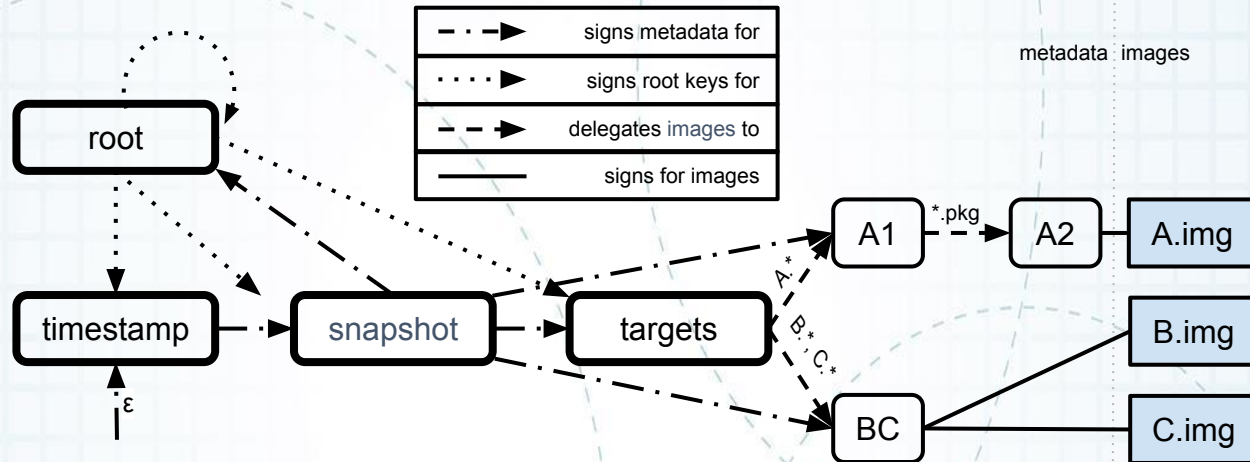 signs metadata for
signs root keys for
delegates images to
signs for images
metadata images
root
A1
*.pkg
A2
A.img
A.*
timestamp
snapshot
targets
B.*, C.*
B.img
ε
BC
C.img